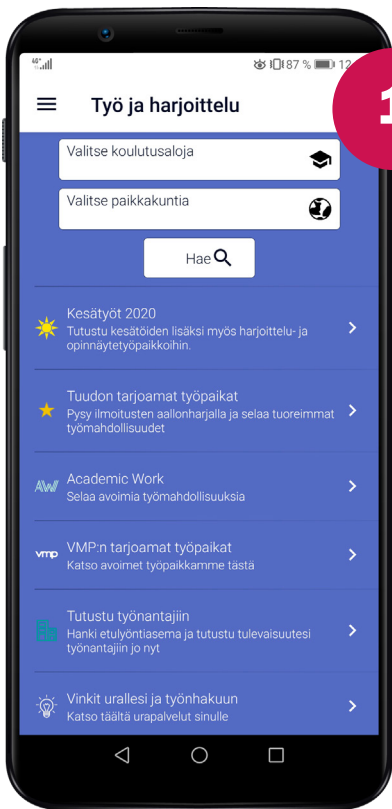 46+ 87 % 12
1
Työ ja harjoittelu
Valitse koulutusaloja
Valitse paikkakuntia
Hae
Kesätyöt 2020
Tutustu kesätöiden lisäksi myös harjoittelu- ja
opinnäytetyöpaikkoihin.
Tuudon tarjoamat työpaikat
Pysy ilmoitusten aallonharjalla ja selaa tuoreimmat
työmahdollisuudet
AW Academic Work
Selaa avoimia työmahdollisuuksia
vmp VMP:n tarjoamat työpaikat
Katso avoimet työpaikkamme tästä
Tutustu työnantajiin
Hanki etulyöntiasema ja tutustu tulevaisuutesi
työnantajiin jo nyt
Vinkit urallesi ja työnhakuun
Katso täältä urapalvelut sinulle